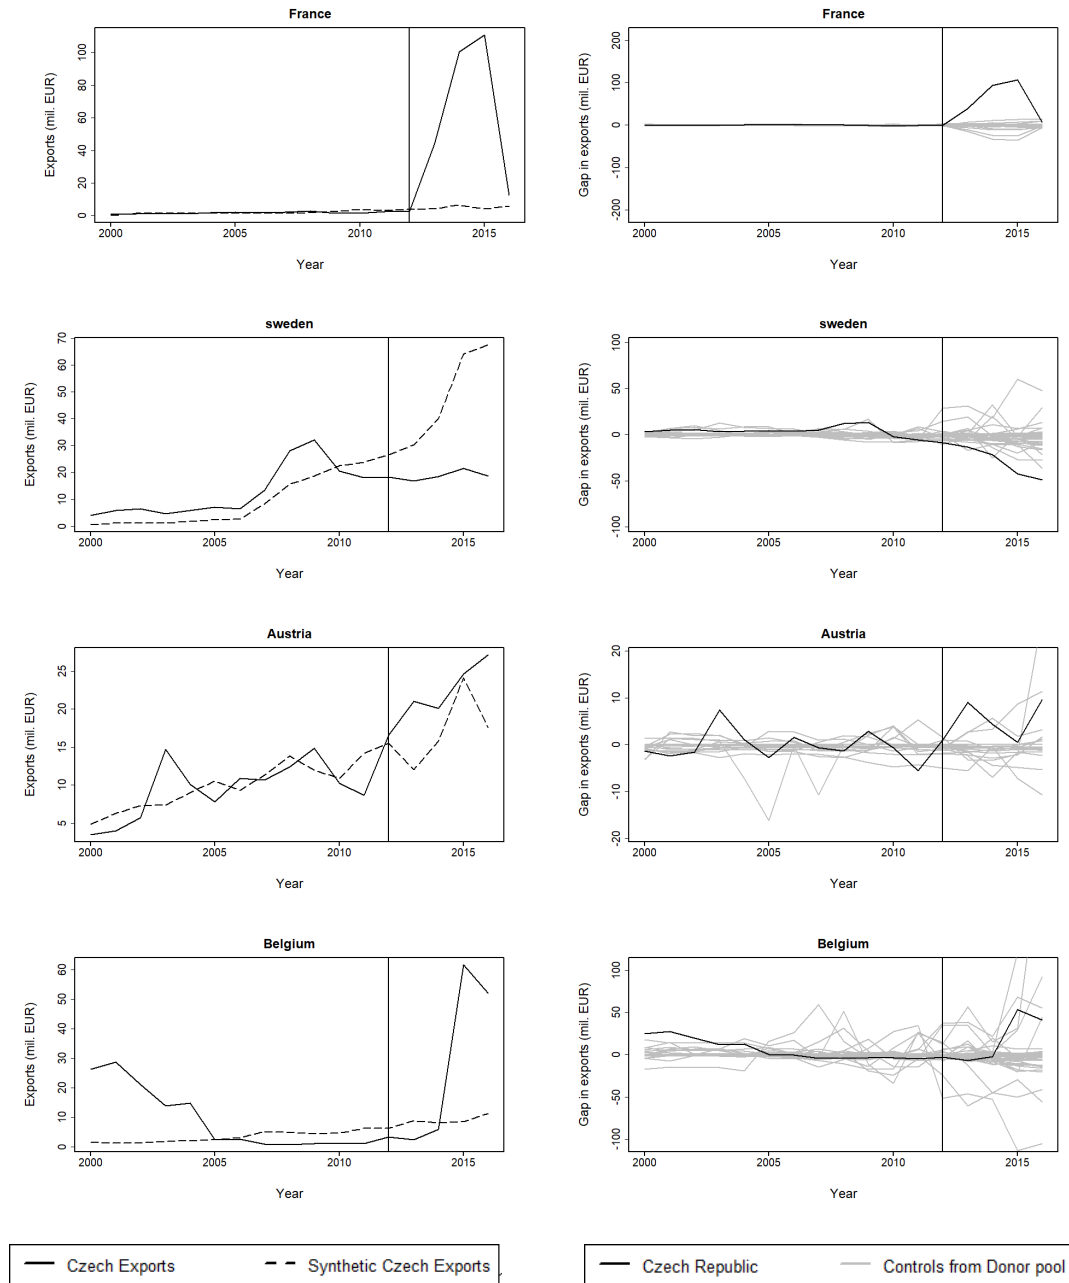 France
Exports (mil. EUR)
0 20 40 60 80 100
2000 2005 2010 2015
Year
France
Gap in exports (mil. EUR)
-200 -100 0 100 200
2000 2005 2010 2015
Year
sweden
Exports (mil. EUR)
0 10 20 30 40 50 60 70
2000 2005 2010 2015
Year
sweden
Gap in exports (mil. EUR)
-100 -50 0 50 100
2000 2005 2010 2015
Year
Austria
Exports (mil. EUR)
5 10 15 20 25
2000 2005 2010 2015
Year
Austria
Gap in exports (mil. EUR)
-20 -10 0 10 20
2000 2005 2010 2015
Year
Belgium
Exports (mil. EUR)
0 10 20 30 40 50 60
2000 2005 2010 2015
Year
Belgium
Gap in exports (mil. EUR)
-100 -50 0 50 100
2000 2005 2010 2015
Year
Czech Exports Synthetic Czech Exports
Czech Republic Controls from Donor pool